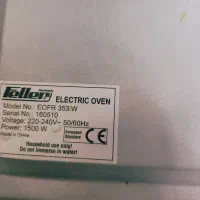 Feller
ELECTRIC OVEN
Model No.: EOFR 353 W
Serial No.: 160510
Voltage: 220-240V~ 50/60Hz
Power: 1500 W
Made in China
European
Standard
CE
Household use only!
Do not immerse in water!